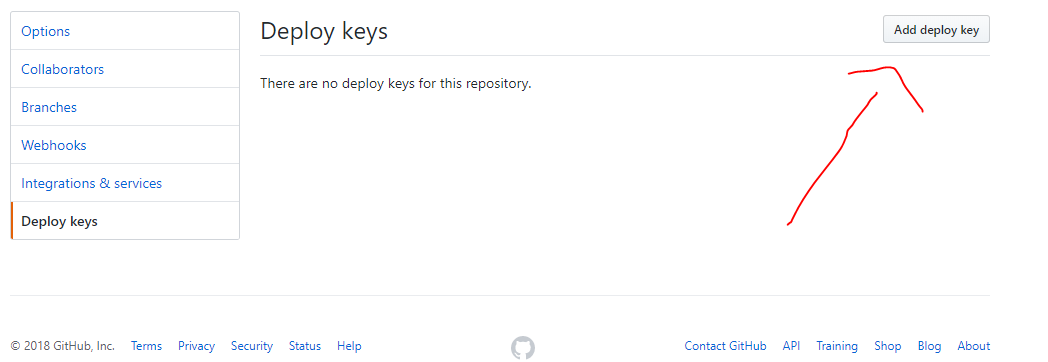 Options
Collaborators
Branches
Webhooks
Integrations & services
Deploy keys
Deploy keys
Add deploy key
There are no deploy keys for this repository.
© 2018 GitHub, Inc. Terms Privacy Security Status Help
Contact GitHub API Training Shop Blog About